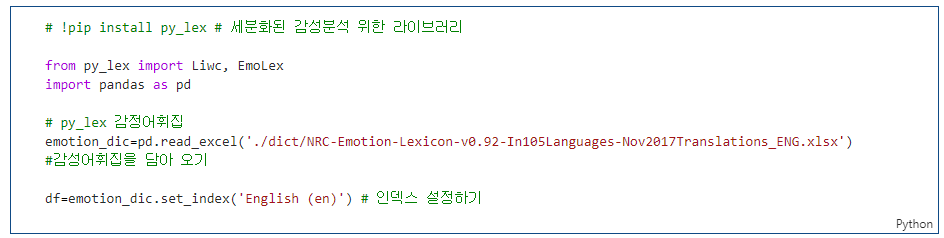 # !pip install py_lex # 세분화된 감성분석 위한 라이브러리
from py_lex import Liwc, EmoLex
import pandas as pd
# py_lex 감정어휘집
emotion_dic=pd.read_excel('./dict/NRC-Emotion-Lexicon-v0.92-In105Languages-Nov2017Translations_ENG.xlsx')
#감성어휘집을 담아 오기
df=emotion_dic.set_index('English (en)') # 인덱스 설정하기
Python